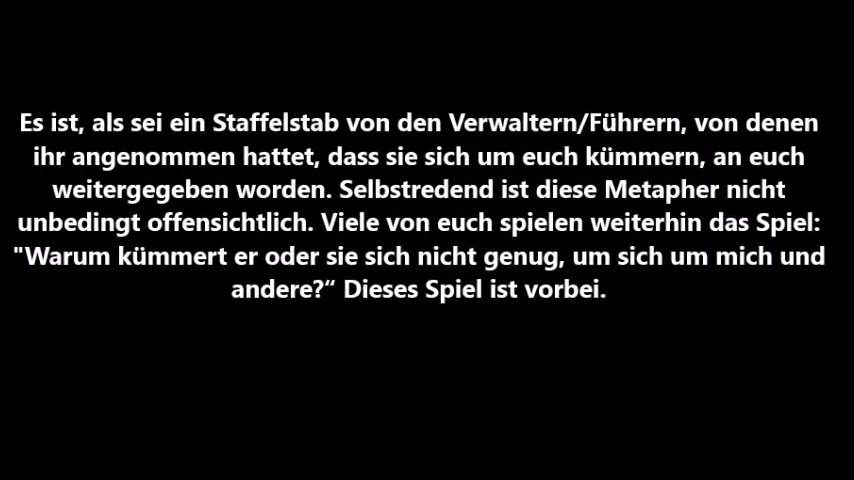 Es ist, als sei ein Staffelstab von den Verwaltern/Führern, von denen
ihr angenommen hattet, dass sie sich um euch kümmern, an euch
weitergegeben worden. Selbstredend ist diese Metapher nicht
unbedingt offensichtlich. Viele von euch spielen weiterhin das Spiel:
"Warum kümmert er oder sie sich nicht genug, um sich um mich und
andere?“ Dieses Spiel ist vorbei.